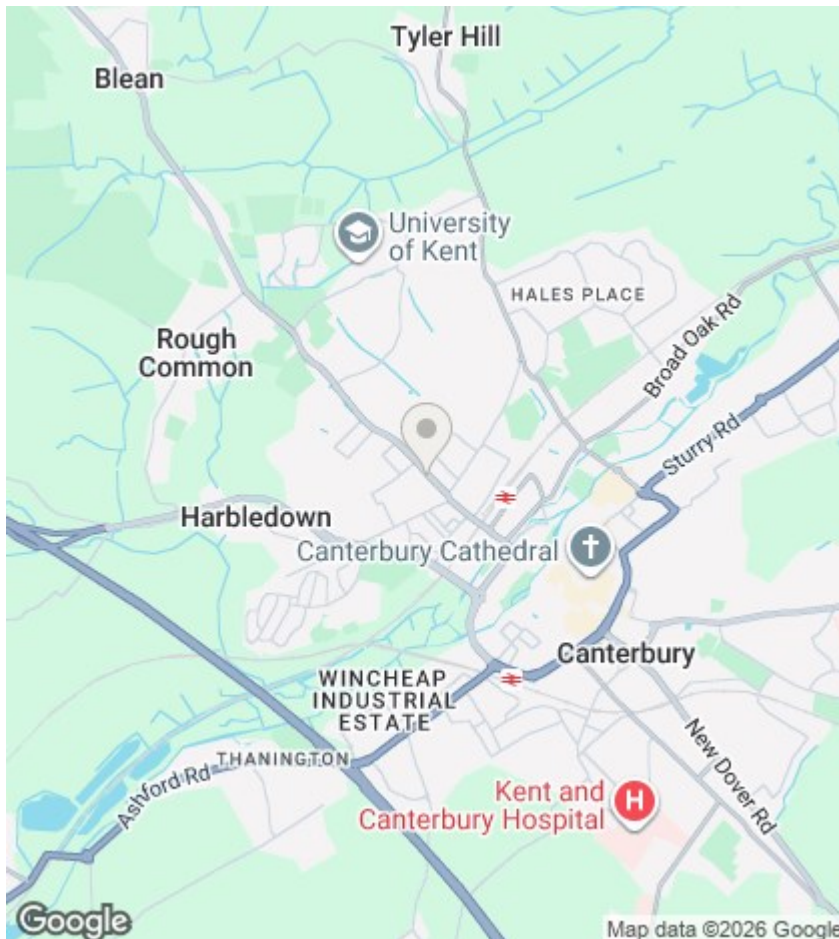 Tyler Hill
Blean
University
of Kent
HALES PLACE
Rough
Common
Broad Oak Rd
Sturry Rd
Harbledown
Canterbury Cathedral
Canterbury
WINCHEAP
INDUSTRIAL
ESTATE
THANINGTON
Ashford Rd
New Dover Rd
Kent and
Canterbury Hospital
H
Google
Map data ©2026 Google